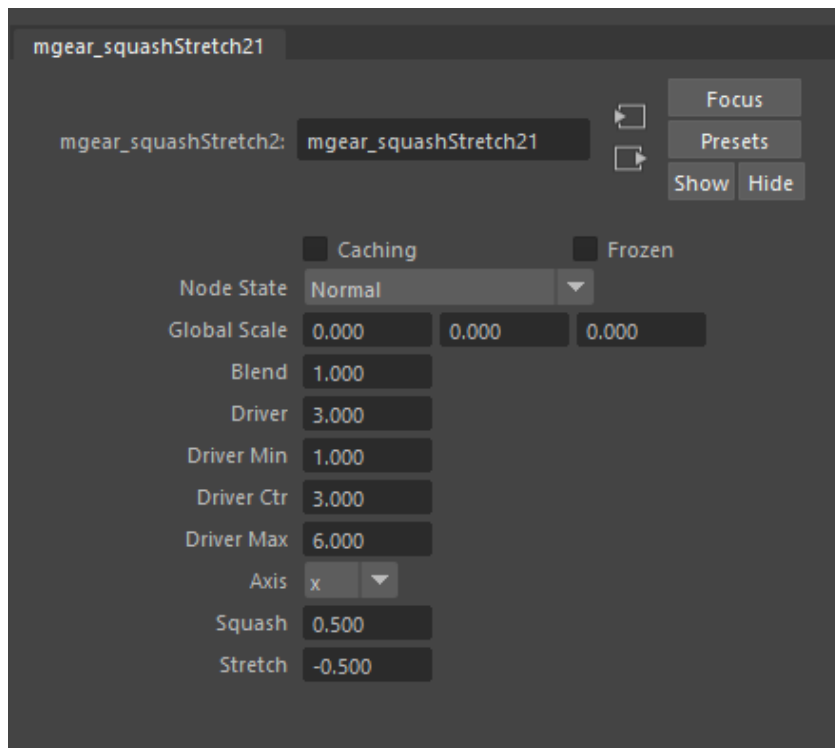 mgear_squashStretch21
mgear_squashStretch2: mgear_squashStretch21
Focus
Presets
Show Hide
Caching Frozen
Node State Normal
Global Scale 0.000 0.000 0.000
Blend 1.000
Driver 3.000
Driver Min 1.000
Driver Ctr 3.000
Driver Max 6.000
Axis x
Squash 0.500
Stretch -0.500